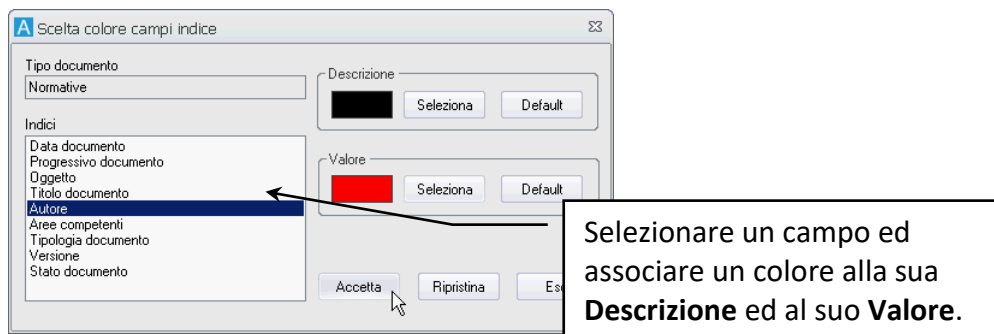 A Scelta colore campi indice
Tipo documento
Normative
Indici
Data documento
Progressivo documento
Oggetto
Titolo documento
Autore
Aree competenti
Tipologia documento
Versione
Stato documento
Descrizione
Seleziona Default
Valore
Seleziona Default
Accetta Ripristina
Selezionare un campo ed
associare un colore alla sua
Descrizione ed al suo Valore.